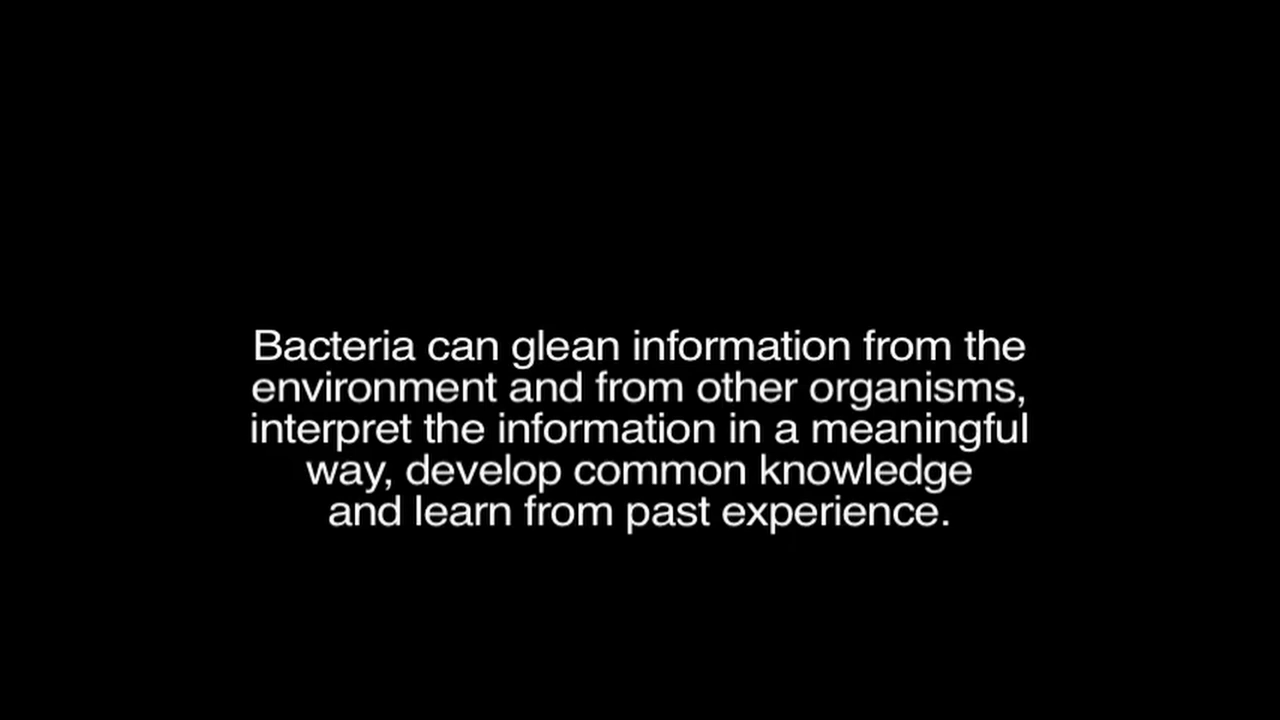 Bacteria can glean information from the
environment and from other organisms,
interpret the information in a meaningful
way, develop common knowledge
and learn from past experience.